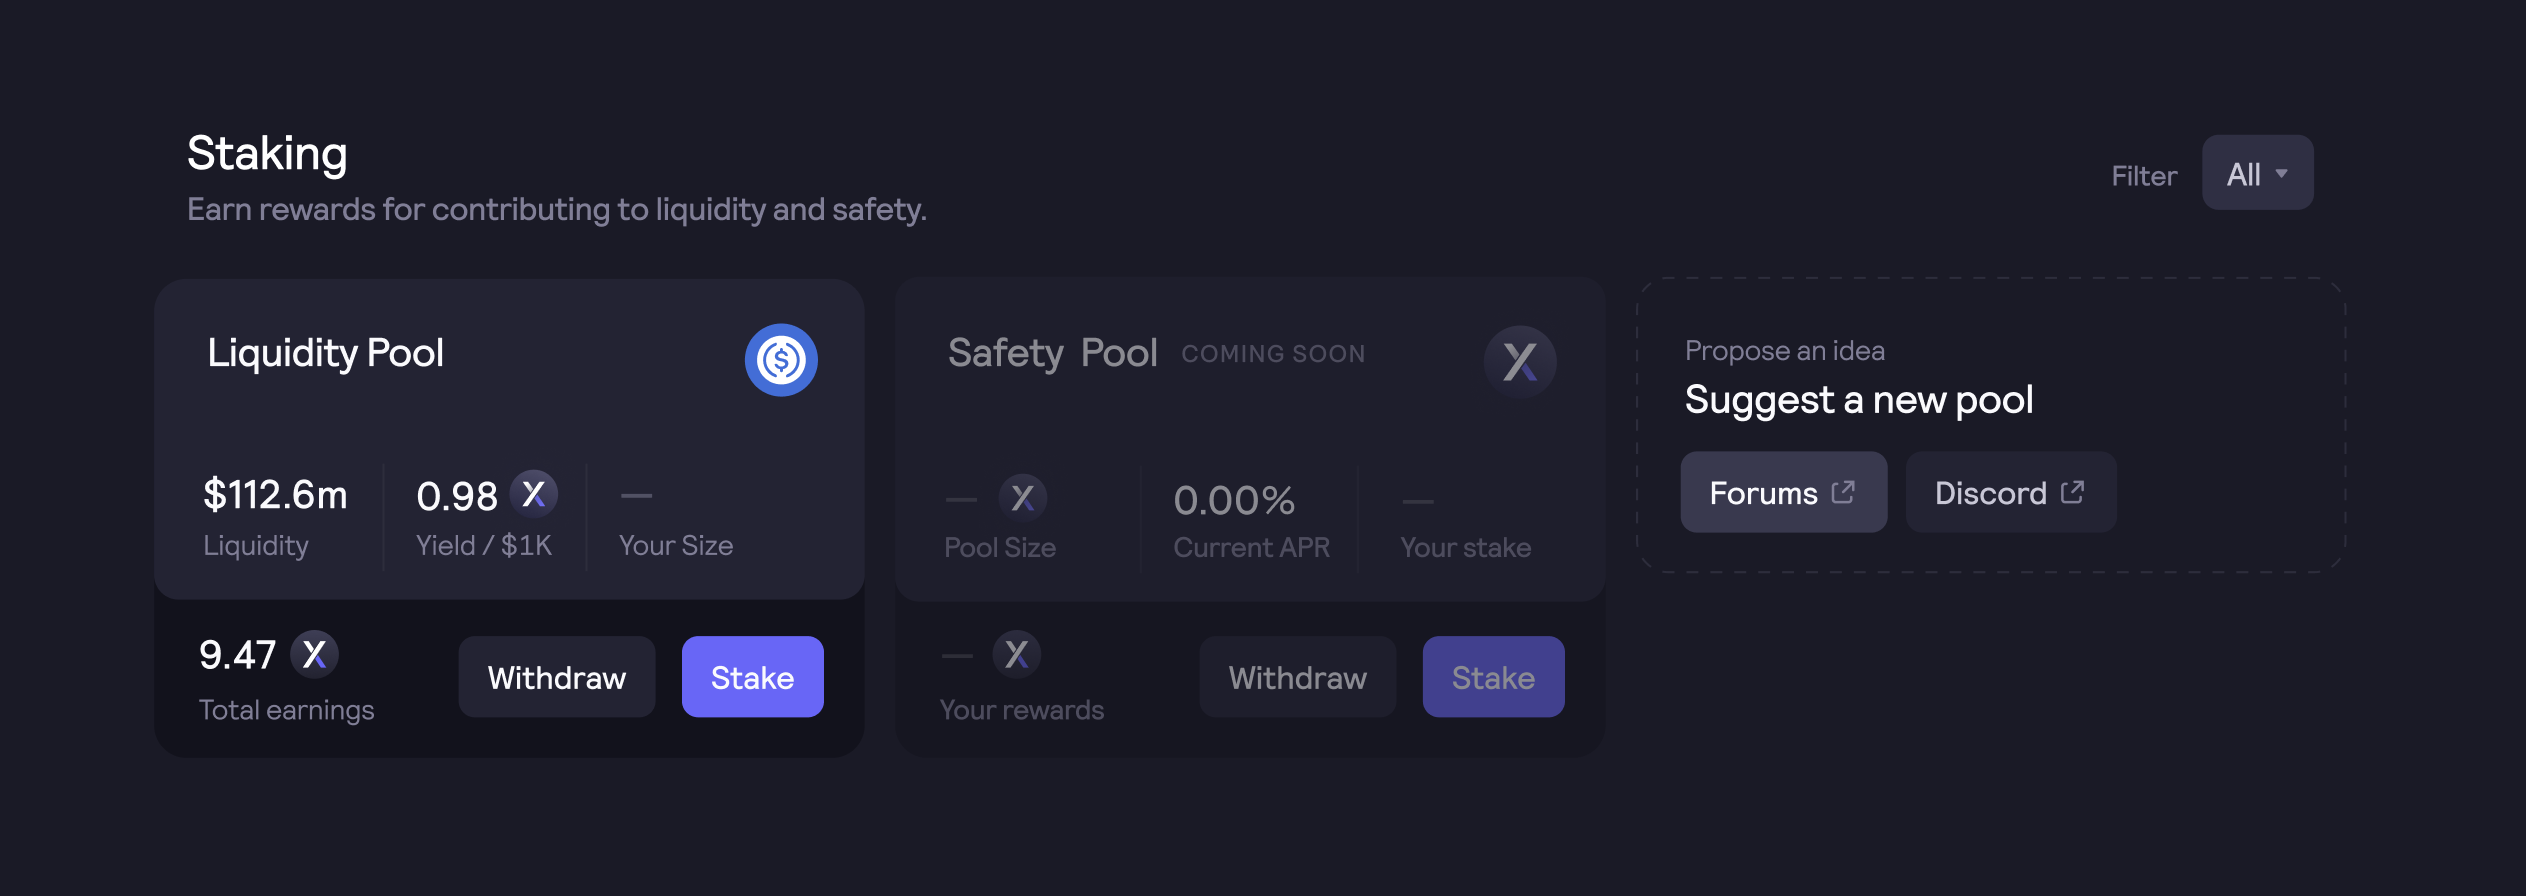 Staking
Earn rewards for contributing to liquidity and safety.
Filter
All
Liquidity Pool
$112.6m
Liquidity
0.98
Yield / $1K
—
Your Size
9.47
Total earnings
Withdraw
Stake
Safety Pool COMING SOON
—
Pool Size
0.00%
Current APR
—
Your stake
—
Your rewards
Withdraw
Stake
Propose an idea
Suggest a new pool
Forums
Discord